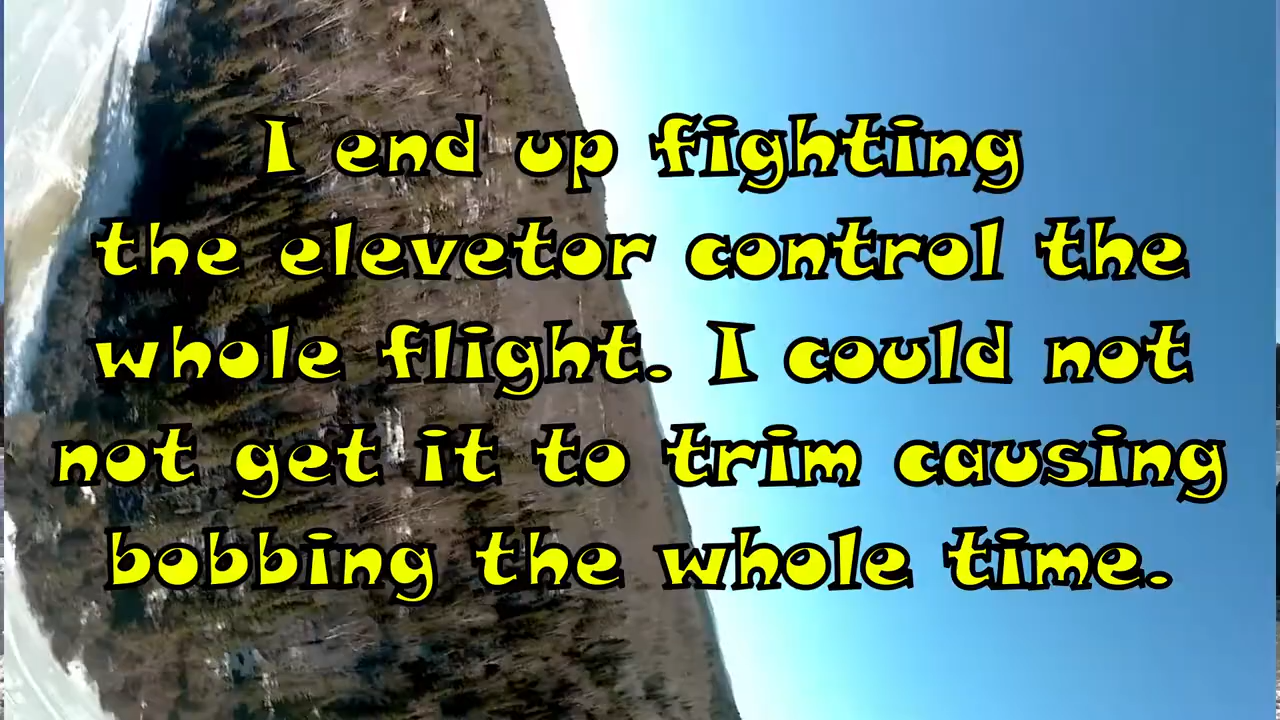 I end up fighting
the elevetor control the
whole flight. I could not
not get it to trim causing
bobbing the whole time.